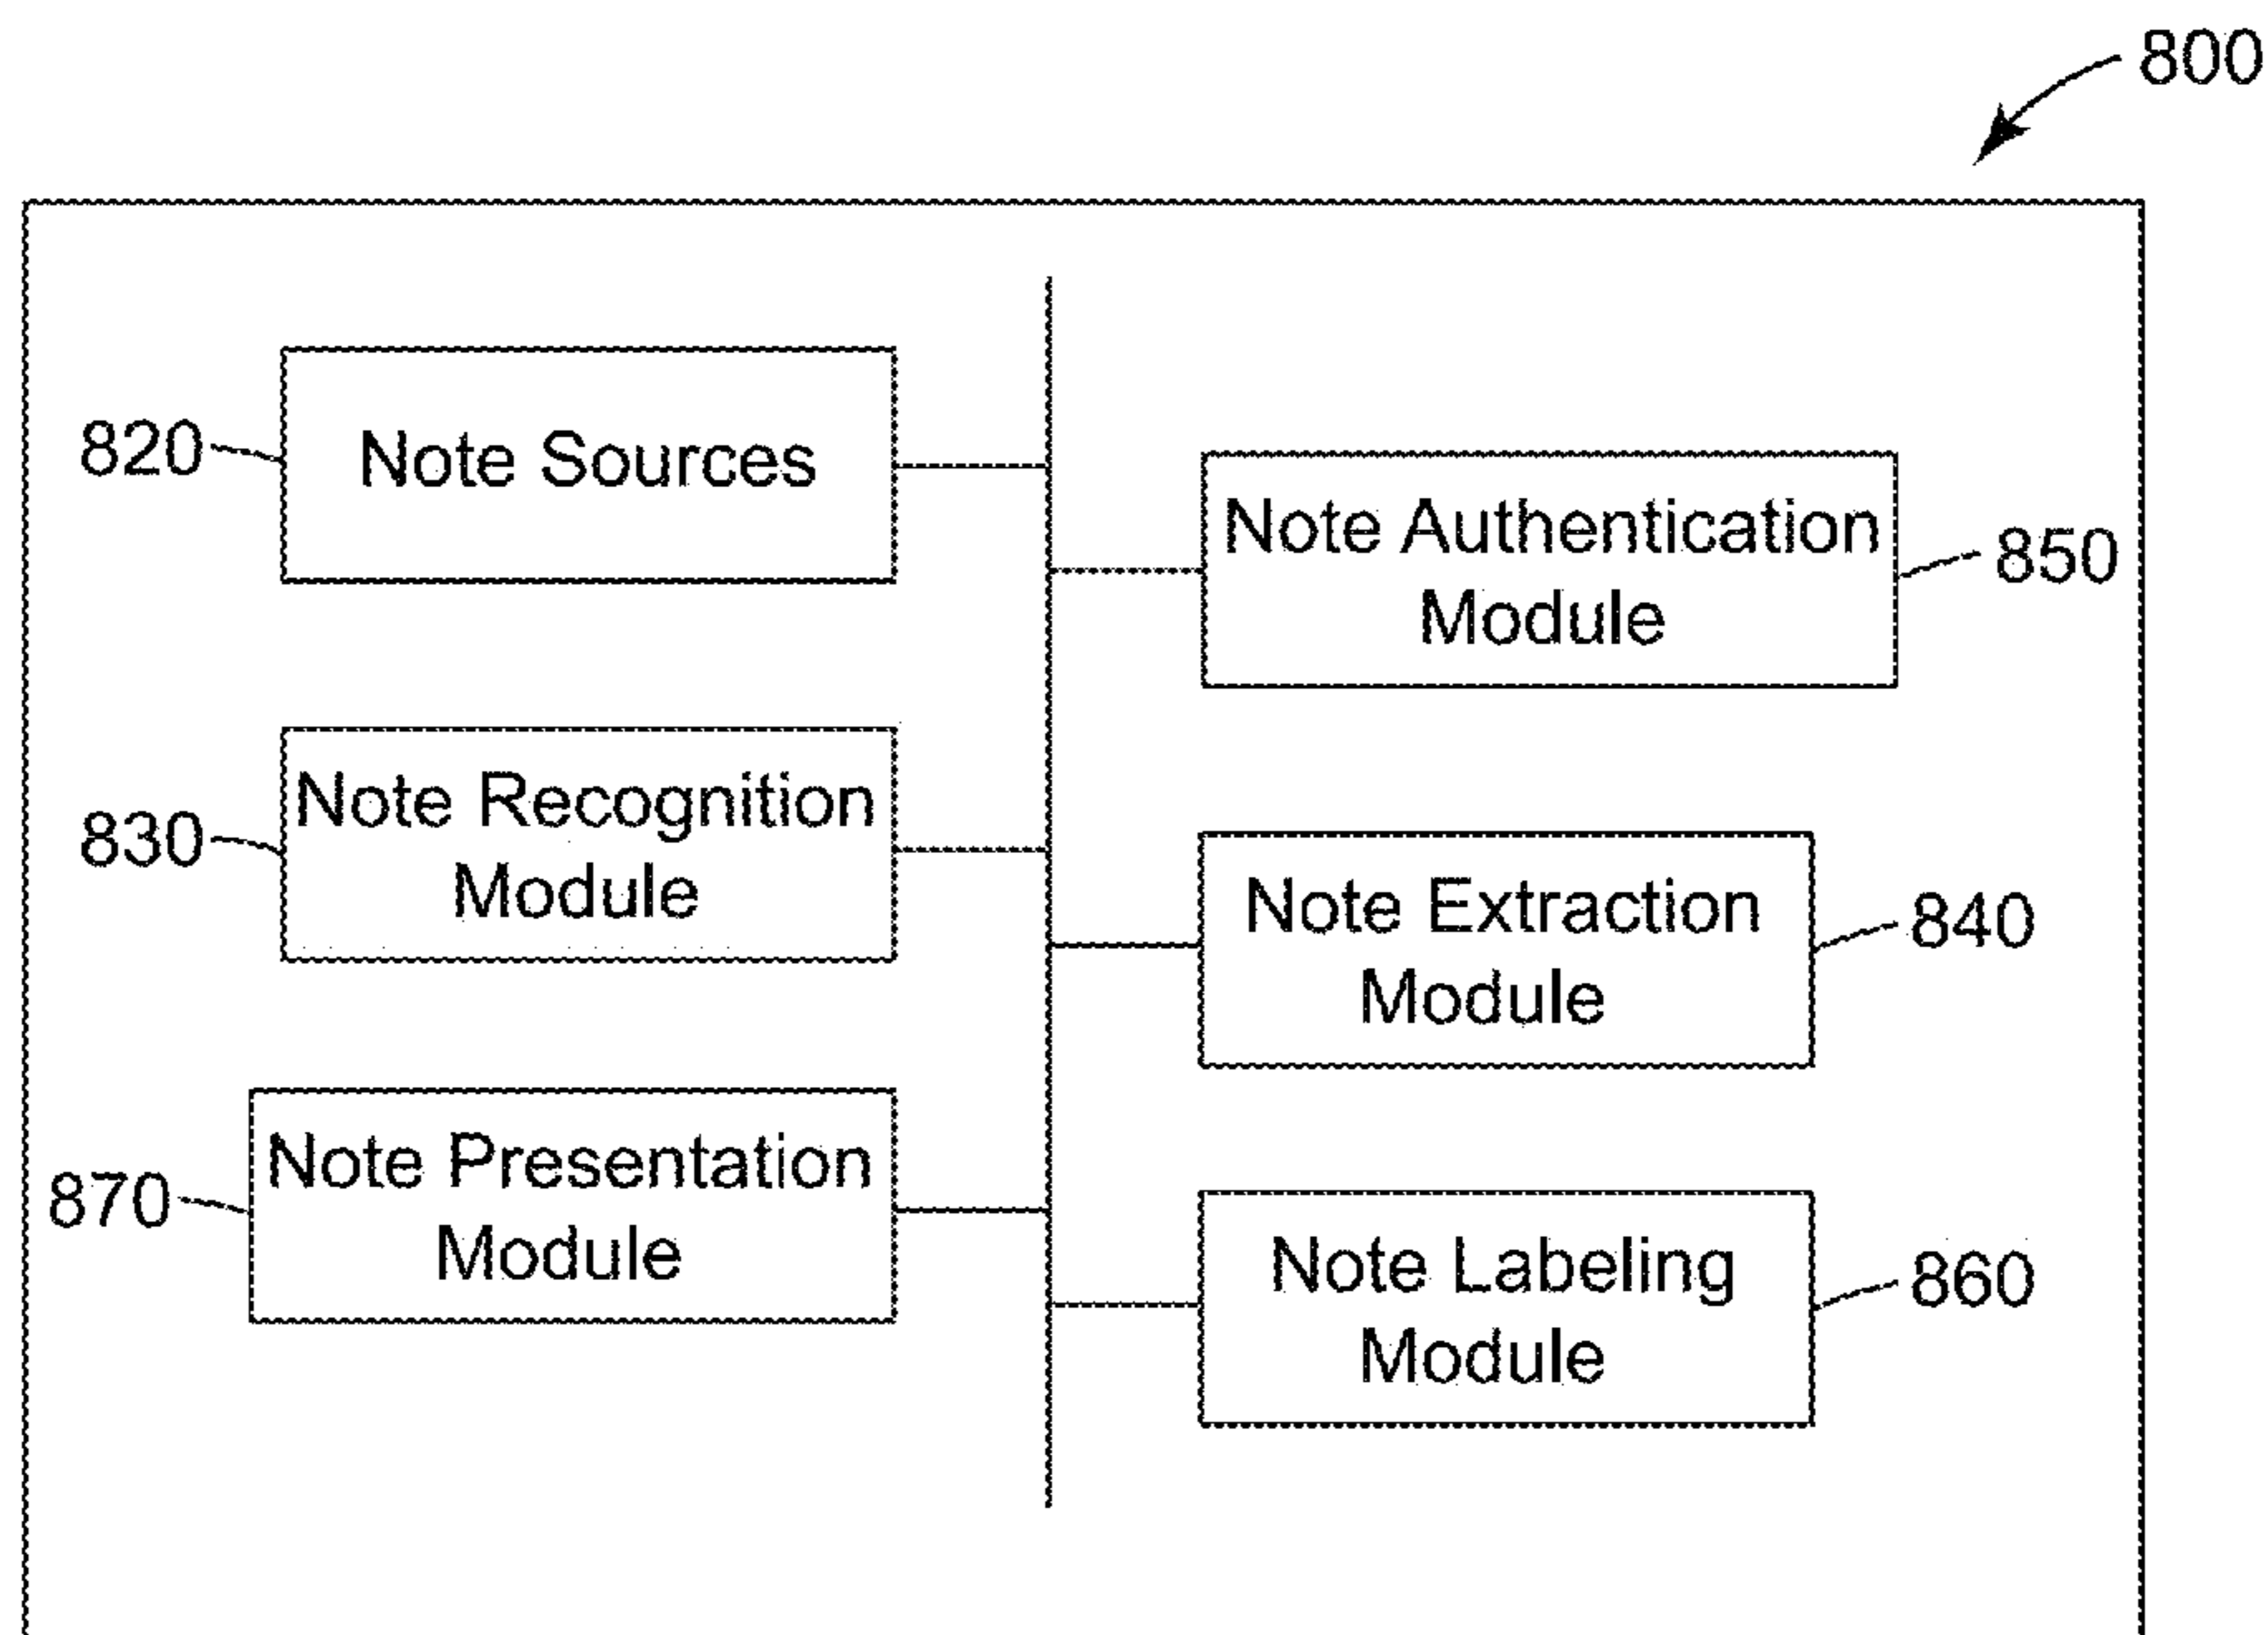 800
820
Note Sources
Note Authentication
Module
850
830
Note Recognition
Module
Note Extraction
Module
840
870
Note Presentation
Module
Note Labeling
Module
860